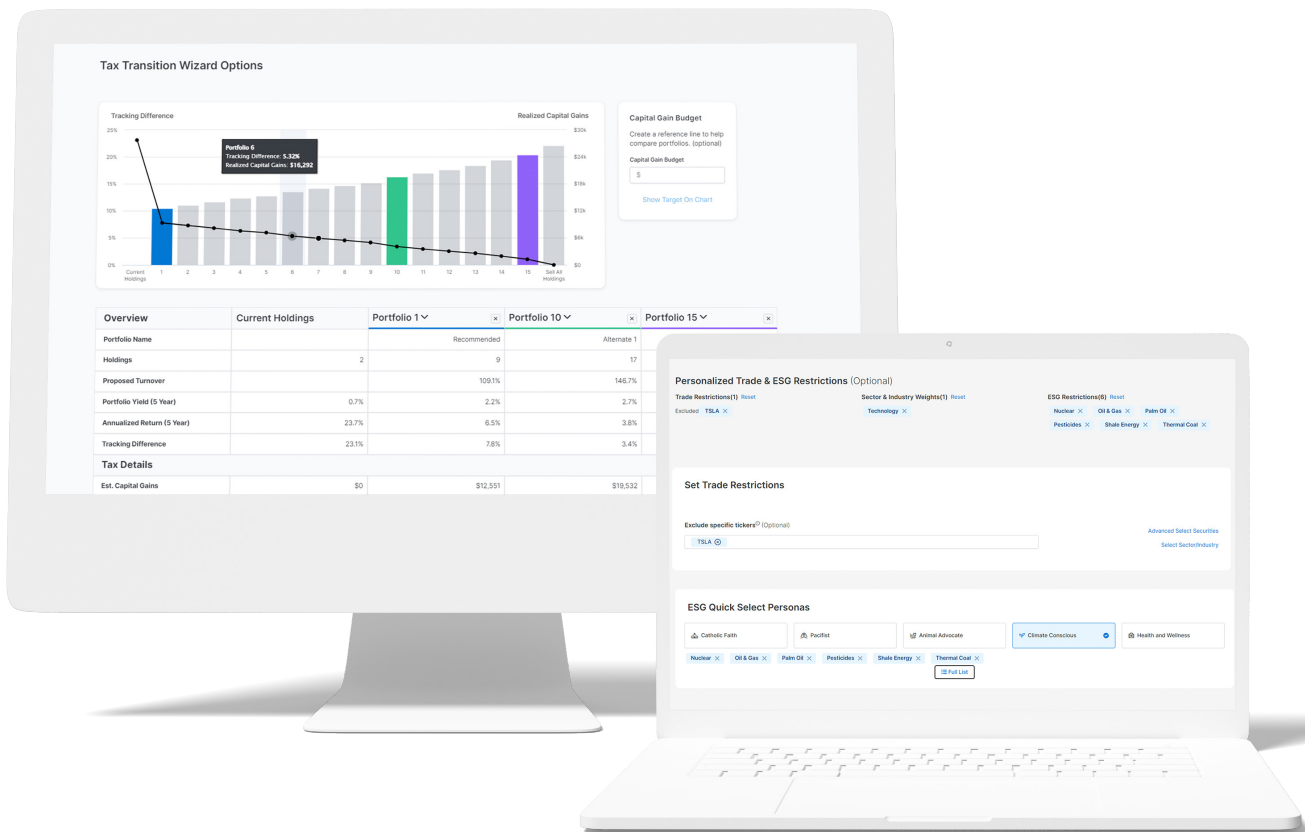 Tax Transition Wizard Options
Tracking Difference
Realized Capital Gains
25%
20%
15%
10%
5%
0%
$30k
$24k
$18k
$12k
$6k
$0
Portfolio 6
Tracking Difference: 5.32%
Realized Capital Gains: $16,292
Current Holdings 1 2 3 4 5 6 7 8 9 10 11 12 13 14 15 Sell All Holdings
Capital Gain Budget
Create a reference line to help
compare portfolios. (optional)
Capital Gain Budget
$
Show Target On Chart
Overview Current Holdings Portfolio 1 Portfolio 10 Portfolio 15
Portfolio Name Recommended Alternate 1
Holdings 2 9 17
Proposed Turnover 109.1% 146.7%
Portfolio Yield (5 Year) 0.7% 2.2% 2.7%
Annualized Return (5 Year) 23.7% 6.5% 3.8%
Tracking Difference 23.1% 7.8% 3.4%
Tax Details
Est. Capital Gains $0 $12,551 $19,532
Personalized Trade & ESG Restrictions (Optional)
Trade Restrictions(1) Reset
Excluded TSLA
Sector & Industry Weights(1) Reset
Technology
ESG Restrictions(6) Reset
Nuclear Oil & Gas Palm Oil
Pesticides Shale Energy Thermal Coal
Set Trade Restrictions
Exclude specific tickers (Optional)
TSLA
Advanced Select Securities
Select Sector/Industry
ESG Quick Select Personas
Catholic Faith Pacifist Animal Advocate Climate Conscious Health and Wellness
Nuclear Oil & Gas Palm Oil Pesticides Shale Energy Thermal Coal
Full List